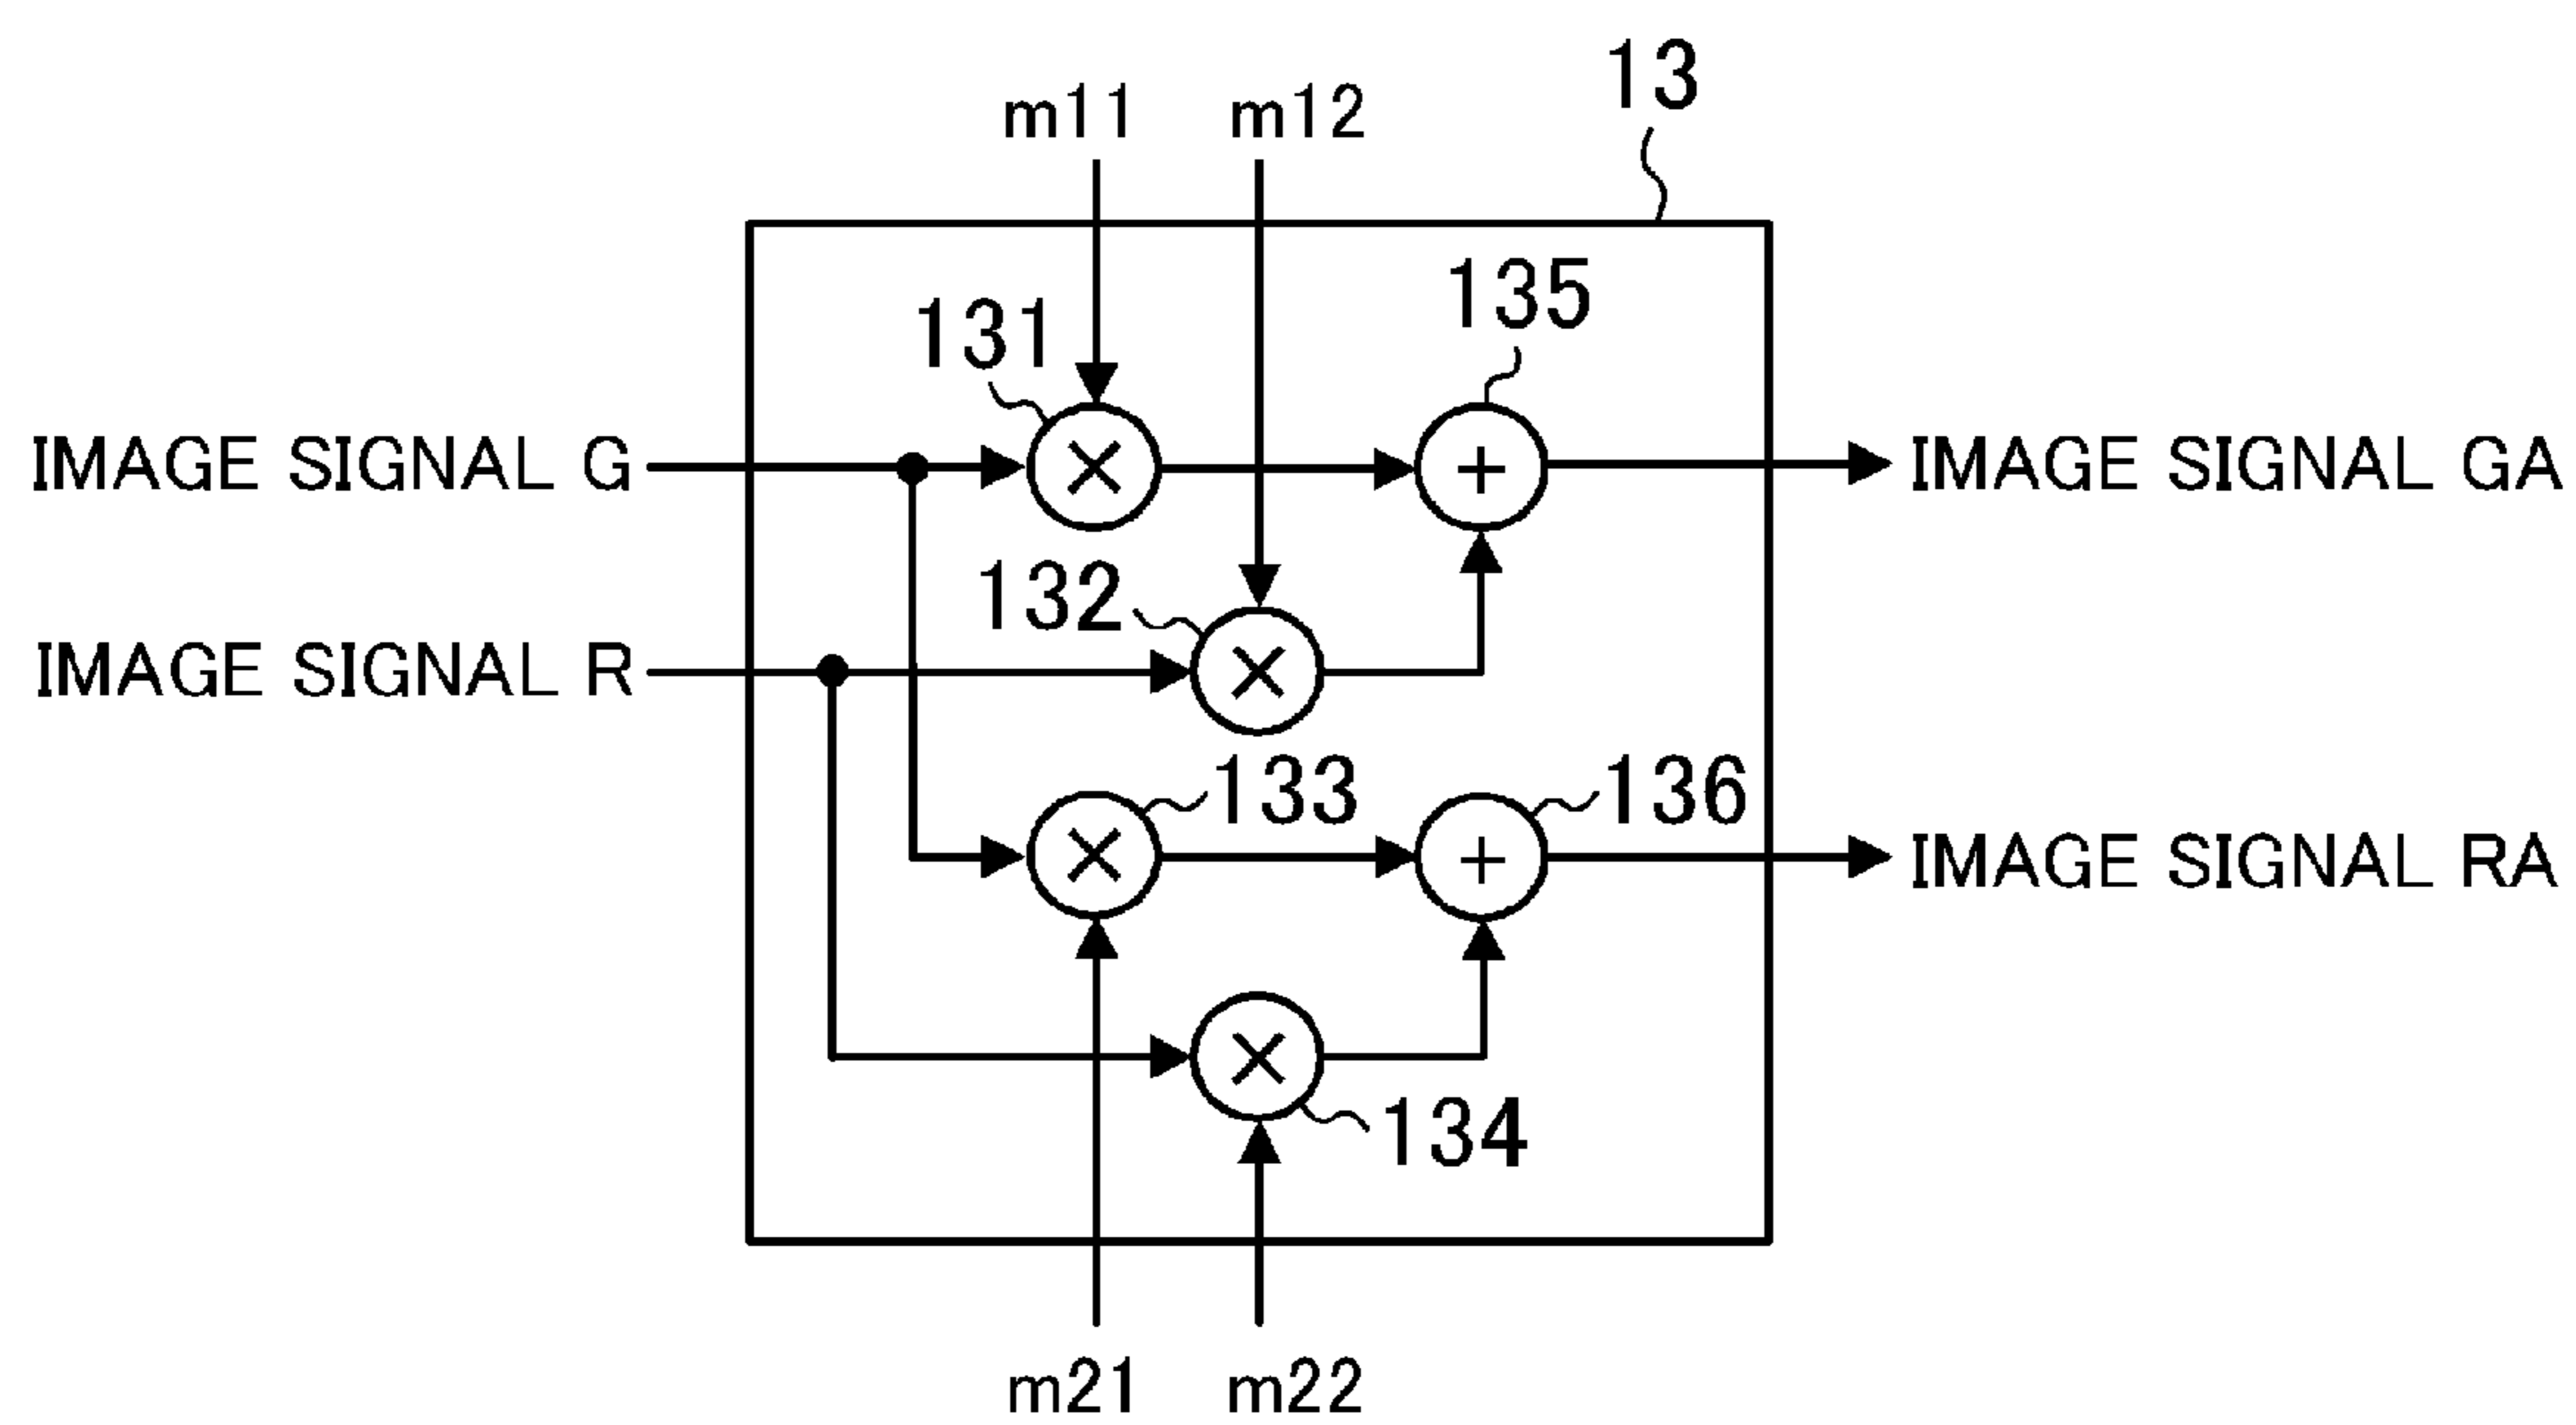 13
m11 m12
135
131
IMAGE SIGNAL G
IMAGE SIGNAL GA
132
IMAGE SIGNAL R
133
136
IMAGE SIGNAL RA
134
m21 m22